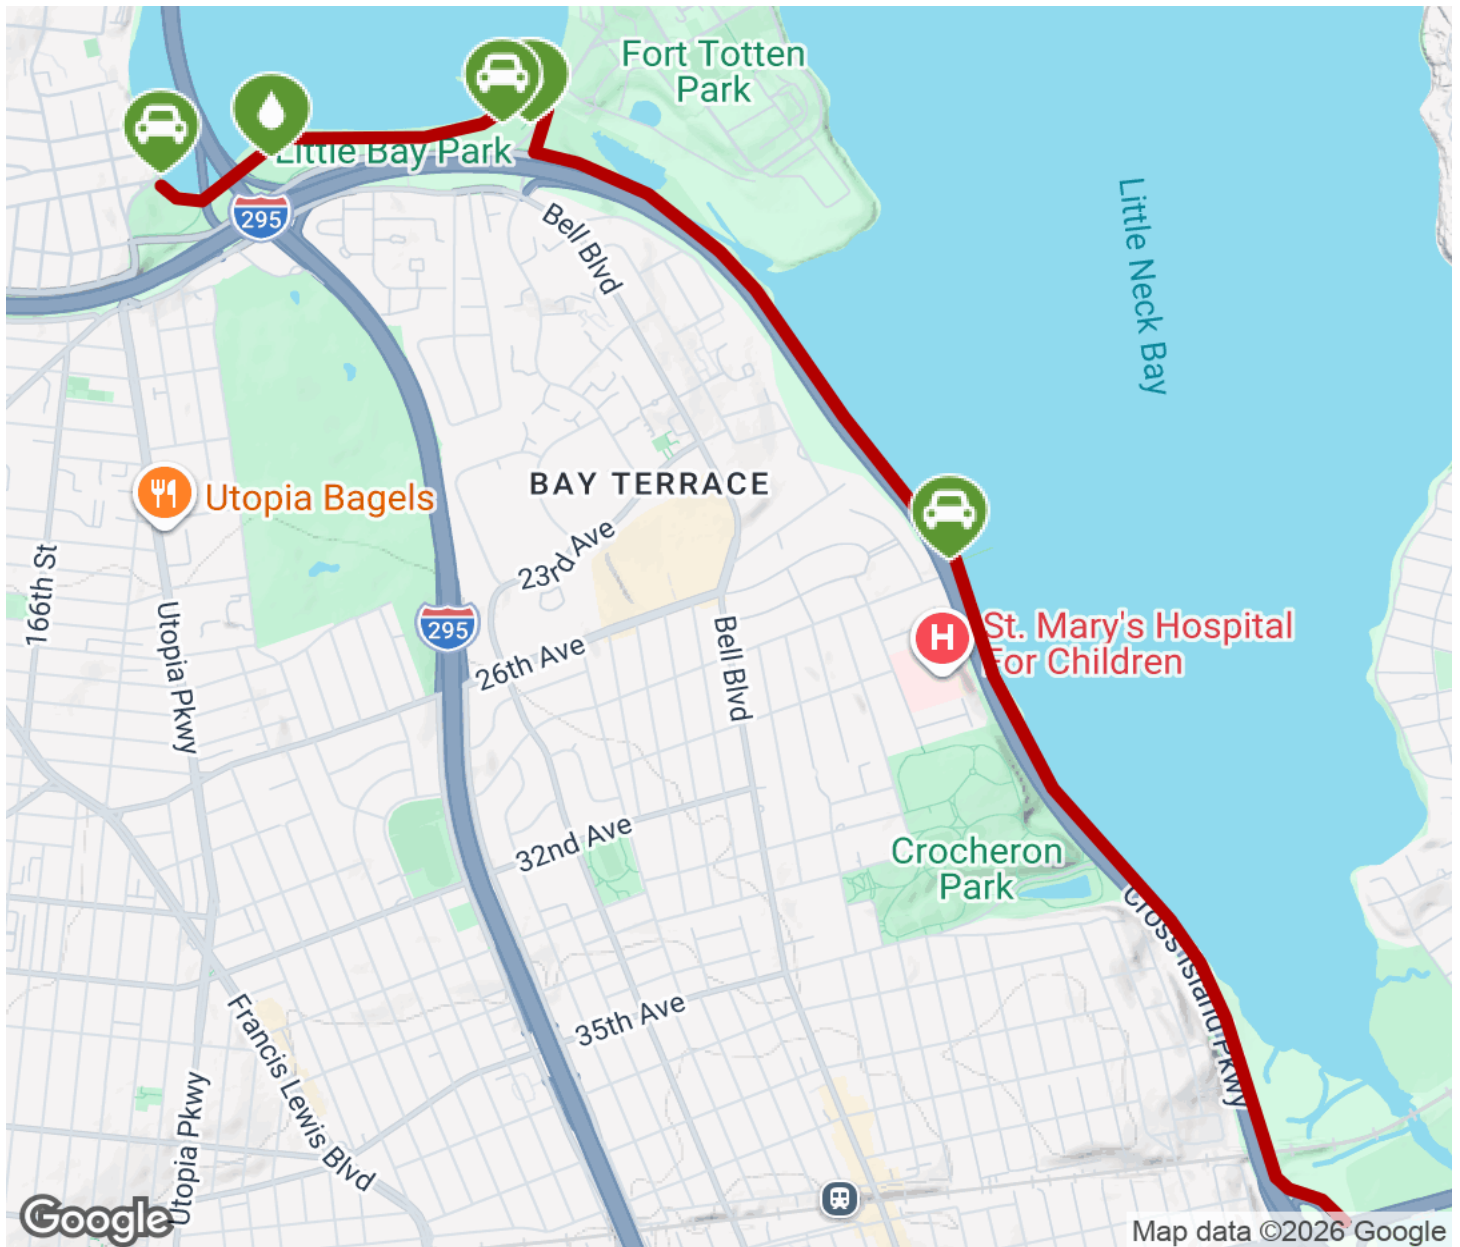 Fort Totten
Park
Little Bay Park
295
Bell Blvd
Little Neck Bay
BAY TERRACE
Utopia Bagels
23rd Ave
166th St
295
26th Ave
Bell Blvd
St. Mary's Hospital
For Children
H
Utopia Pkwy
32nd Ave
Crocheron
Park
Cross Island Pkwy
35th Ave
Francis Lewis Blvd
Utopia Pkwy
Google
Map data ©2026 Google